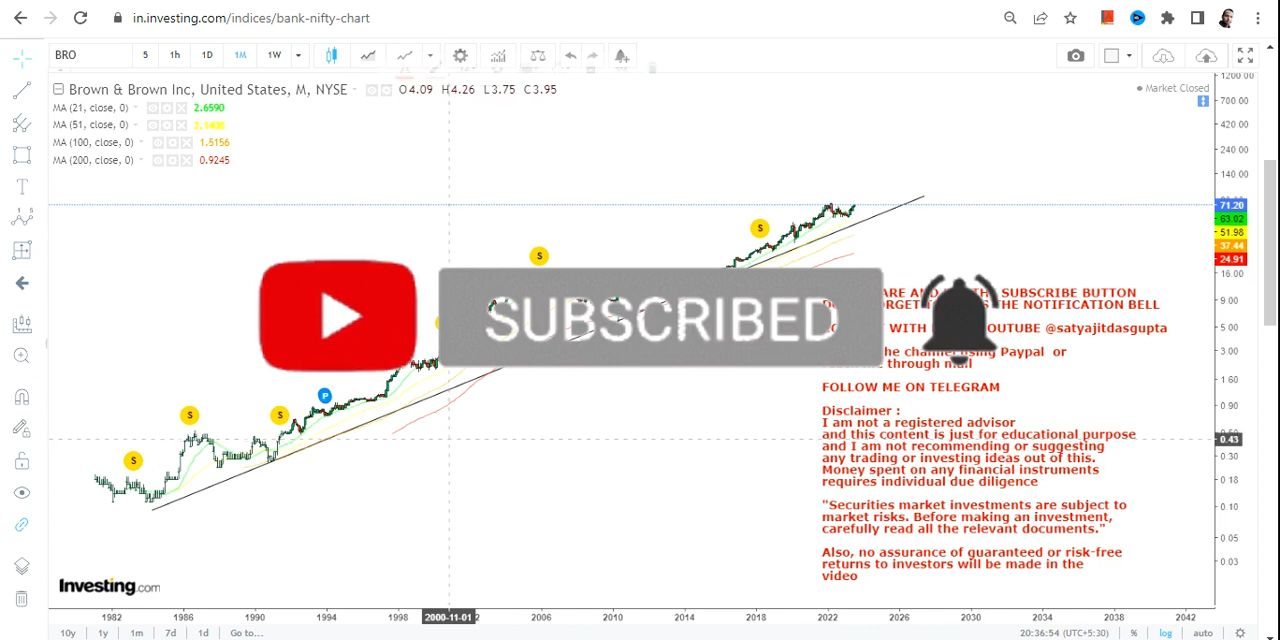 in.investing.com/indices/bank-nifty-chart
BRO 5 1h 1D 1M 1W
Brown & Brown Inc, United States, M, NYSE O4.09 H4.26 L3.75 C3.95
Market Closed
MA (21, close, 0) 2.6590
MA (51, close, 0)
MA (100, close, 0) 1.5156
MA (200, close, 0) 0.9245
1200.00
700.00
420.00
240.00
140.00
71.20
63.02
51.98
37.44
24.91
16.00
9.00
5.00
3.00
1.60
0.90
0.43
0.30
0.18
0.10
0.05
0.03
S
S
S
P
S
S
SUBSCRIBED
ARE AND
THE SUBSCRIBE BUTTON
THE NOTIFICATION BELL
WITH
OUTUBE @satyajitdasgupta
the channel using Paypal or
through mail
FOLLOW ME ON TELEGRAM
Disclaimer :
I am not a registered advisor
and this content is just for educational purpose
and I am not recommending or suggesting
any trading or investing ideas out of this.
Money spent on any financial instruments
requires individual due diligence
"Securities market investments are subject to
market risks. Before making an investment,
carefully read all the relevant documents."
Also, no assurance of guaranteed or risk-free
returns to investors will be made in the
video
Investing.com
1982 1986 1990 1994 1998 2000-11-01 2006 2010 2014 2018 2022 2026 2030 2034 2038 2042
10y 1y 1m 7d 1d Go to... 20:36:54 (UTC+5:30) % log auto